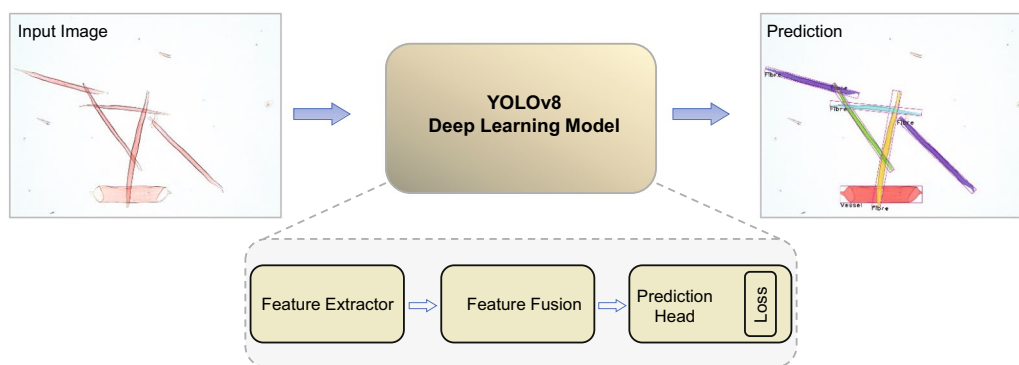 Input Image
YOLOv8
Deep Learning Model
Prediction
Fibre
Fibre
Fibre
Fibre
Vessel
Fibre
Feature Extractor
Feature Fusion
Prediction
Head
Loss